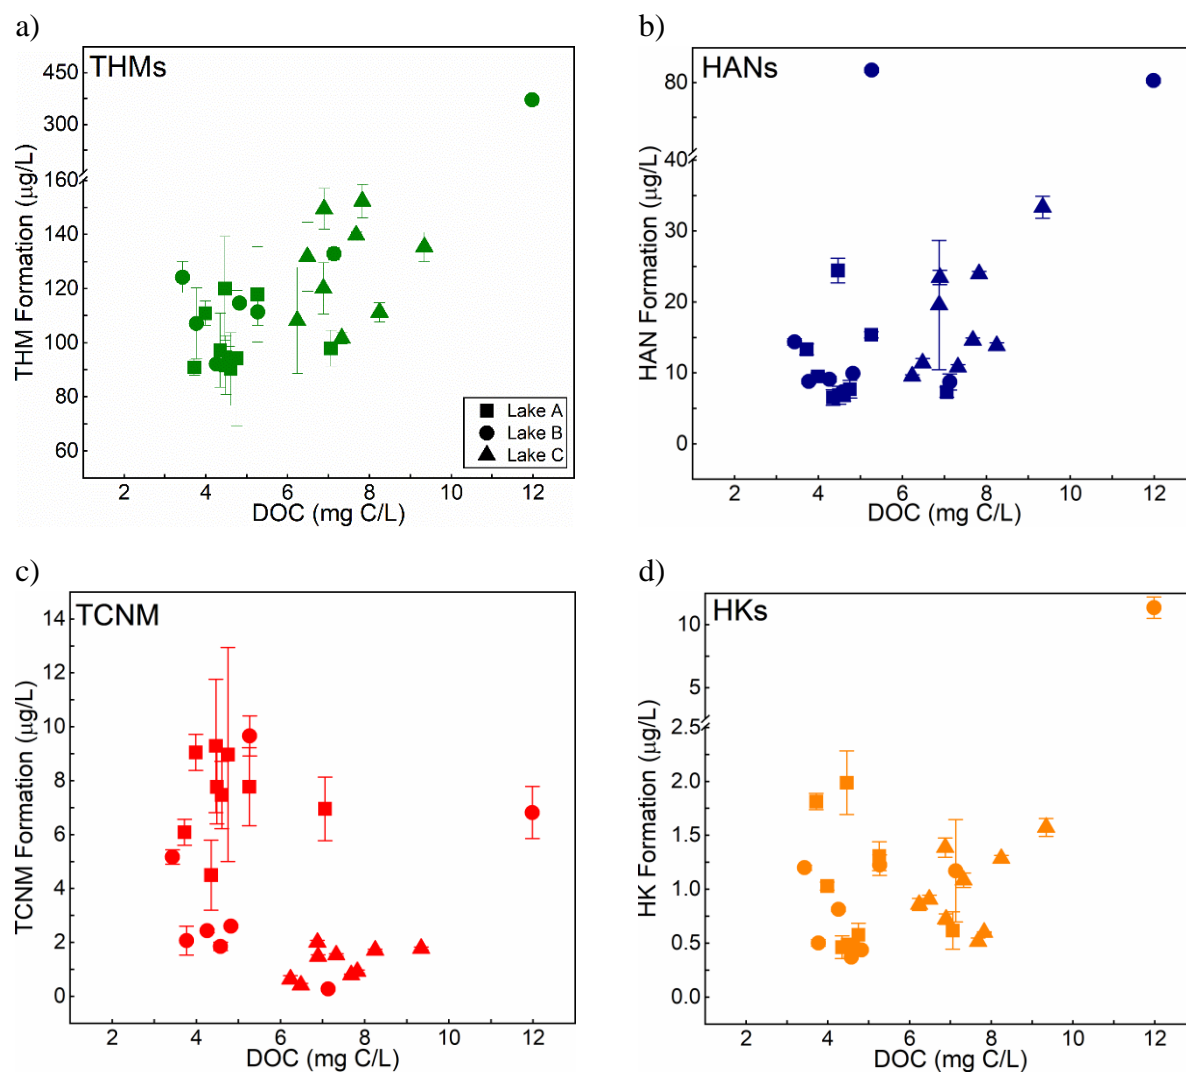 a)
THMs
THM Formation (µg/L)
450
300
160
140
120
100
80
60
Lake A
Lake B
Lake C
2 4 6 8 10 12
DOC (mg C/L)
b)
HANs
HAN Formation (µg/L)
80
40
30
20
10
0
2 4 6 8 10 12
DOC (mg C/L)
c)
TCNM
TCNM Formation (µg/L)
14
12
10
8
6
4
2
0
2 4 6 8 10 12
DOC (mg C/L)
d)
HKs
HK Formation (µg/L)
10
5
2.5
2.0
1.5
1.0
0.5
0.0
2 4 6 8 10 12
DOC (mg C/L)